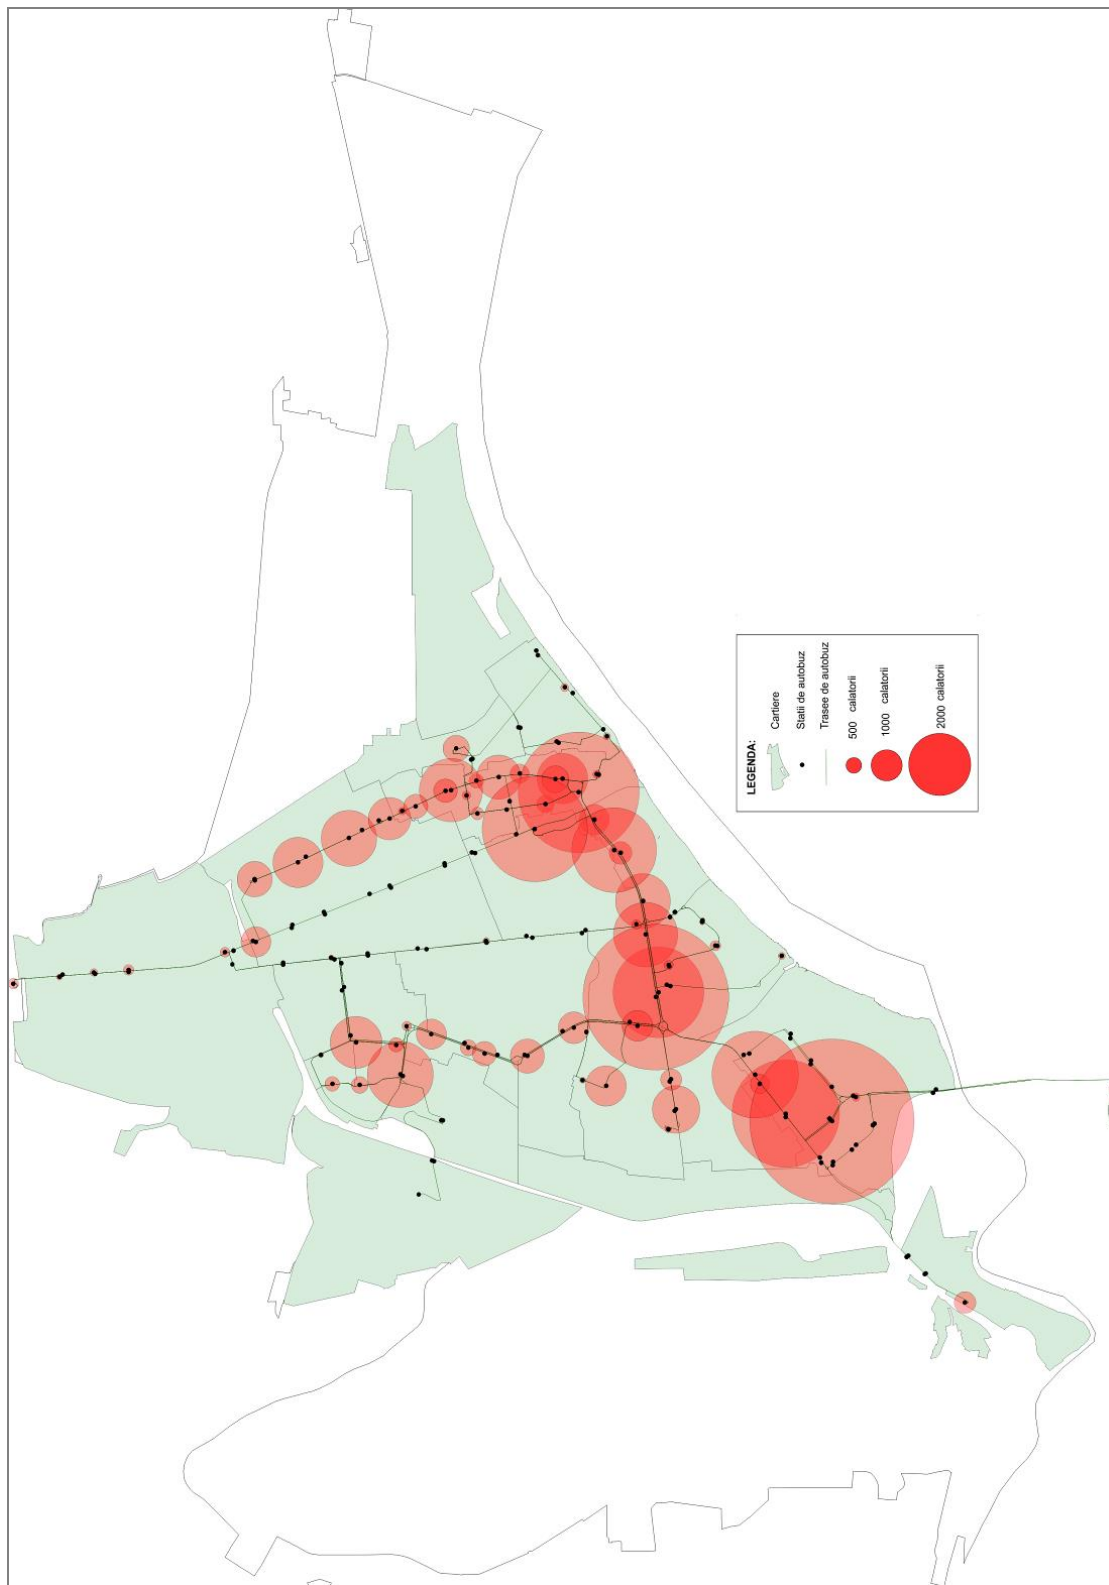 LEGENDA:
Cartiere
Statii de autobuz
Trasee de autobuz
500 calatorii
1000 calatorii
2000 calatorii